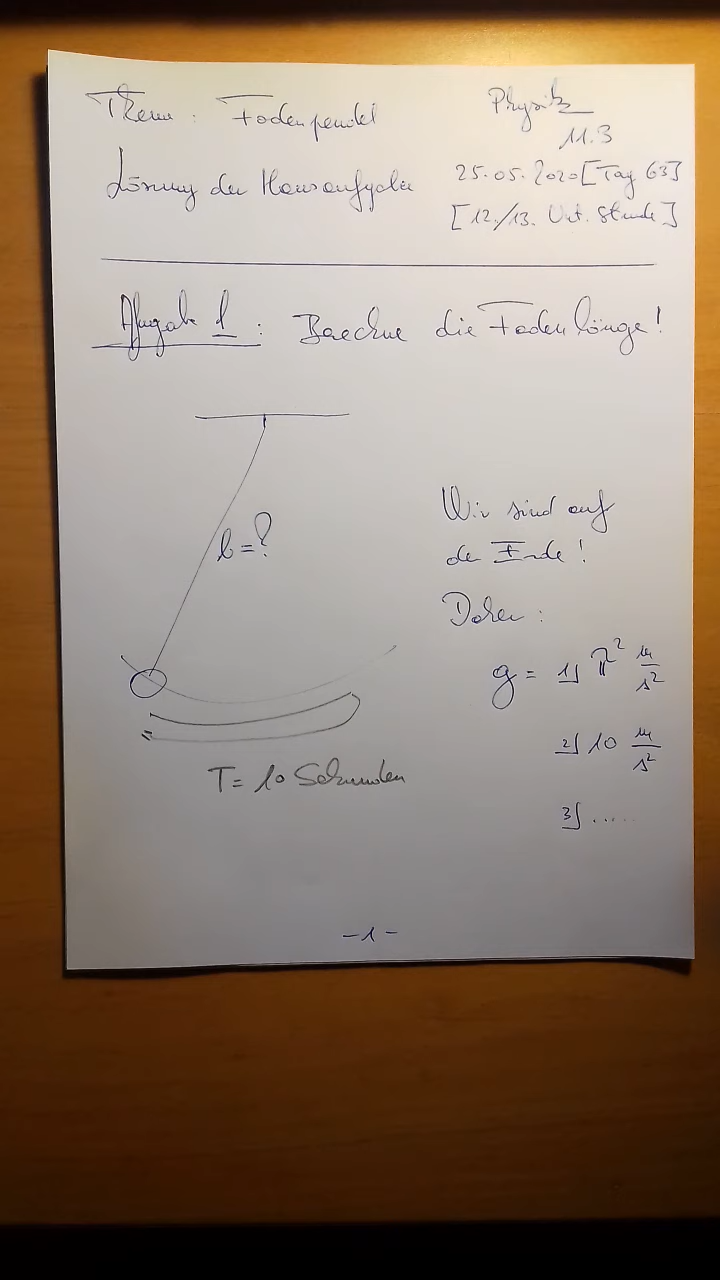 Thema : Fadenpendel
Physik
11.3
Lösung der Hausaufgabe
25.05.2020 [Tag 63]
[12./13. Unt. Stunde]
Afgabe 1 : Berechne die Fadenlänge!
l = ?
T = 10 Sekunden
Wir sind auf
der Erde!
Daher :
g = 1) π² m/s²
2) 10 m/s²
3) .....
- 1 -